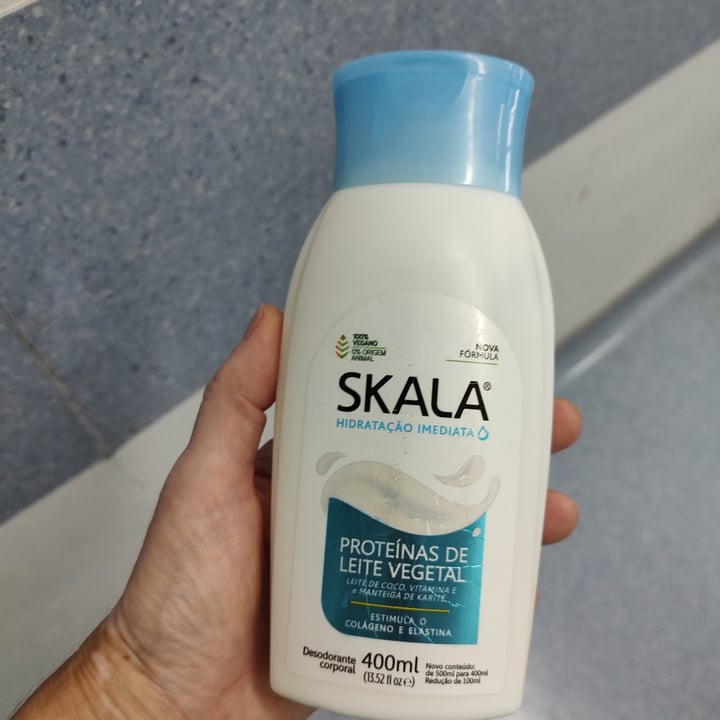 100%
VEGANO
0% ORIGEM
ANIMAL
NOVA
FÓRMULA
SKALA®
HIDRATAÇÃO IMEDIATA
PROTEÍNAS DE
LEITE VEGETAL
LEITE DE COCO, VITAMINA E
e MANTEIGA DE KARITÉ
ESTIMULA O
COLÁGENO E ELASTINA
Desodorante
corporal
400ml
(13.52 fl oz ℮)
Novo conteúdo:
de 500ml para 400ml
Redução de 100ml